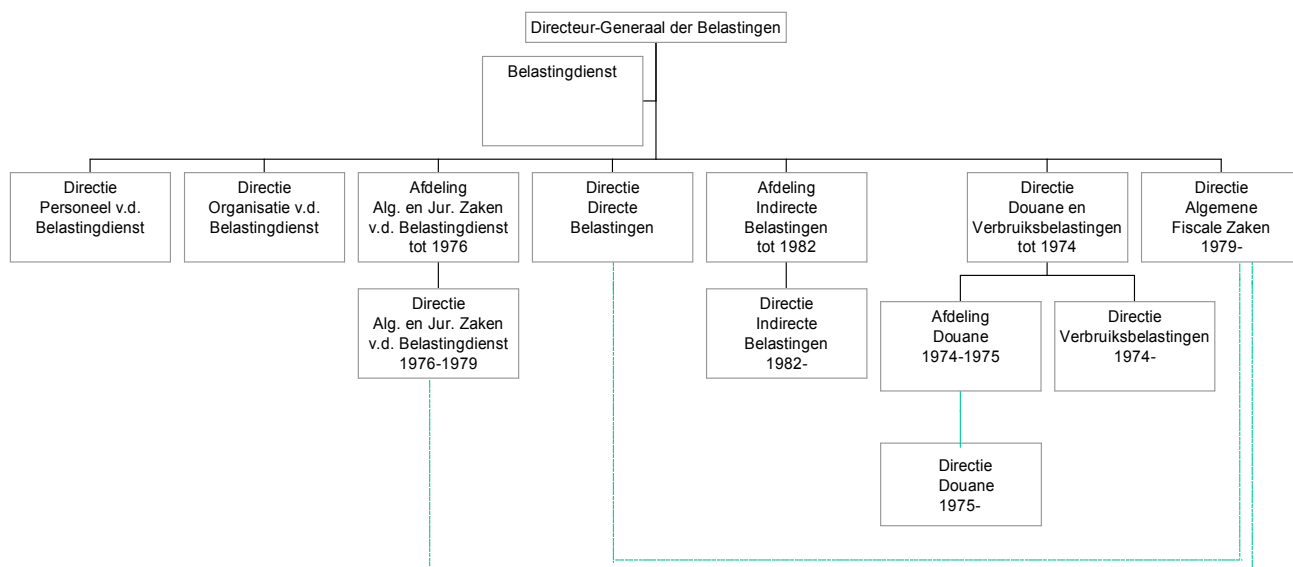 Directeur-Generaal der Belastingen
Belastingdienst
Directie
Personeel v.d.
Belastingdienst
Directie
Organisatie v.d.
Belastingdienst
Afdeling
Alg. en Jur. Zaken
v.d. Belastingdienst
tot 1976
Directie
Directe
Belastingen
Afdeling
Indirecte
Belastingen
tot 1982
Directie
Douane en
Verbruiksbelastingen
tot 1974
Directie
Algemene
Fiscale Zaken
1979-
Directie
Alg. en Jur. Zaken
v.d. Belastingdienst
1976-1979
Directie
Indirecte
Belastingen
1982-
Afdeling
Douane
1974-1975
Directie
Verbruiksbelastingen
1974-
Directie
Douane
1975-